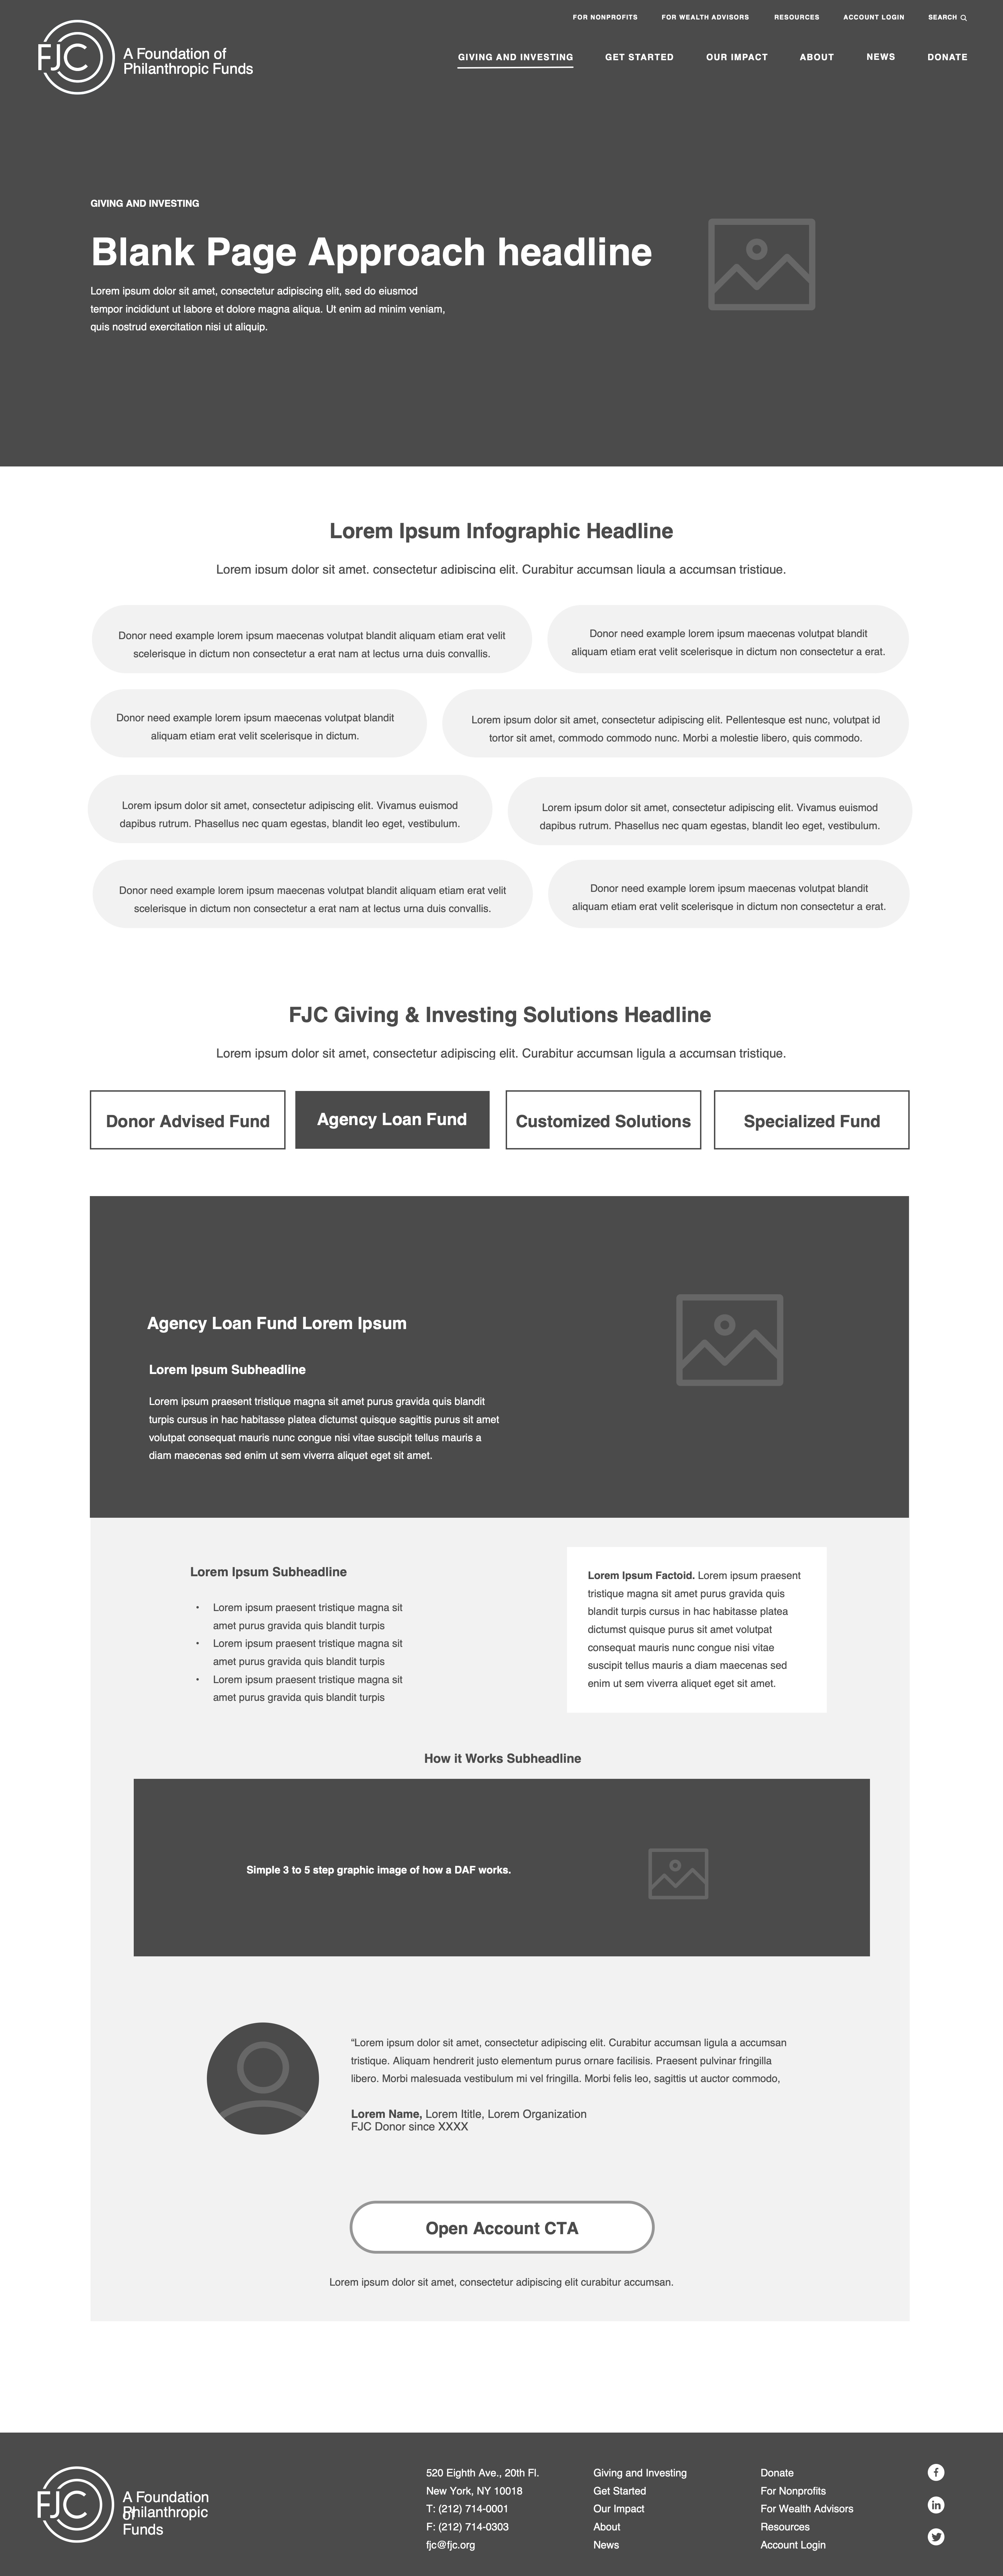 FOR NONPROFITS FOR WEALTH ADVISORS RESOURCES ACCOUNT LOGIN SEARCH
FJC A Foundation of
Philanthropic Funds
GIVING AND INVESTING GET STARTED OUR IMPACT ABOUT NEWS DONATE
GIVING AND INVESTING
Blank Page Approach headline
Lorem ipsum dolor sit amet, consectetur adipiscing elit, sed do eiusmod
tempor incididunt ut labore et dolore magna aliqua. Ut enim ad minim veniam,
quis nostrud exercitation nisi ut aliquip.
Lorem Ipsum Infographic Headline
Lorem ipsum dolor sit amet, consectetur adipiscing elit. Curabitur accumsan ligula a accumsan tristique.
Donor need example lorem ipsum maecenas volutpat blandit aliquam etiam erat velit
scelerisque in dictum non consectetur a erat nam at lectus urna duis convallis.
Donor need example lorem ipsum maecenas volutpat blandit
aliquam etiam erat velit scelerisque in dictum non consectetur a erat.
Donor need example lorem ipsum maecenas volutpat blandit
aliquam etiam erat velit scelerisque in dictum.
Lorem ipsum dolor sit amet, consectetur adipiscing elit. Pellentesque est nunc, volutpat id
tortor sit amet, commodo commodo nunc. Morbi a molestie libero, quis commodo.
Lorem ipsum dolor sit amet, consectetur adipiscing elit. Vivamus euismod
dapibus rutrum. Phasellus nec quam egestas, blandit leo eget, vestibulum.
Lorem ipsum dolor sit amet, consectetur adipiscing elit. Vivamus euismod
dapibus rutrum. Phasellus nec quam egestas, blandit leo eget, vestibulum.
Donor need example lorem ipsum maecenas volutpat blandit aliquam etiam erat velit
scelerisque in dictum non consectetur a erat nam at lectus urna duis convallis.
Donor need example lorem ipsum maecenas volutpat blandit
aliquam etiam erat velit scelerisque in dictum non consectetur a erat.
FJC Giving & Investing Solutions Headline
Lorem ipsum dolor sit amet, consectetur adipiscing elit. Curabitur accumsan ligula a accumsan tristique.
Donor Advised Fund
Agency Loan Fund
Customized Solutions
Specialized Fund
Agency Loan Fund Lorem Ipsum
Lorem Ipsum Subheadline
Lorem ipsum praesent tristique magna sit amet purus gravida quis blandit
turpis cursus in hac habitasse platea dictumst quisque sagittis purus sit amet
volutpat consequat mauris nunc congue nisi vitae suscipit tellus mauris a
diam maecenas sed enim ut sem viverra aliquet eget sit amet.
Lorem Ipsum Subheadline
• Lorem ipsum praesent tristique magna sit
amet purus gravida quis blandit turpis
• Lorem ipsum praesent tristique magna sit
amet purus gravida quis blandit turpis
• Lorem ipsum praesent tristique magna sit
amet purus gravida quis blandit turpis
Lorem Ipsum Factoid. Lorem ipsum praesent
tristique magna sit amet purus gravida quis
blandit turpis cursus in hac habitasse platea
dictumst quisque purus sit amet volutpat
consequat mauris nunc congue nisi vitae
suscipit tellus mauris a diam maecenas sed
enim ut sem viverra aliquet eget sit amet.
How it Works Subheadline
Simple 3 to 5 step graphic image of how a DAF works.
“Lorem ipsum dolor sit amet, consectetur adipiscing elit. Curabitur accumsan ligula a accumsan
tristique. Aliquam hendrerit justo elementum purus ornare facilisis. Praesent pulvinar fringilla
libero. Morbi malesuada vestibulum mi vel fringilla. Morbi felis leo, sagittis ut auctor commodo,
Lorem Name, Lorem Ititle, Lorem Organization
FJC Donor since XXXX
Open Account CTA
Lorem ipsum dolor sit amet, consectetur adipiscing elit curabitur accumsan.
FJC A Foundation
of
Philanthropic
Funds
520 Eighth Ave., 20th Fl.
New York, NY 10018
T: (212) 714-0001
F: (212) 714-0303
fjc@fjc.org
Giving and Investing
Get Started
Our Impact
About
News
Donate
For Nonprofits
For Wealth Advisors
Resources
Account Login